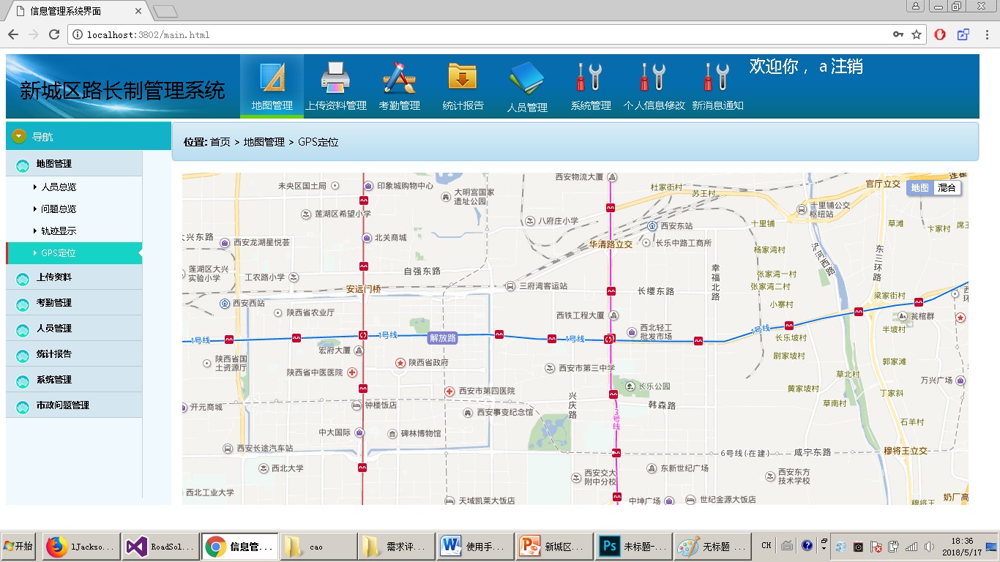 信息管理系统界面
localhost:3802/main.html
新城区路长制管理系统
地图管理
上传资料管理
考勤管理
统计报告
人员管理
系统管理
个人信息修改
新消息通知
欢迎你， a 注销
导航
位置: 首页 > 地图管理 > GPS定位
地图管理
人员总览
问题总览
轨迹显示
GPS定位
上传资料
考勤管理
人员管理
统计报告
系统管理
市政问题管理
西安物流大厦
未央区国土局
印象城购物中心
大明宫国家
遗址公园
杜家街村
苏王村
官厅立交
地图
混合
莲湖区希望小学
八府庄小学
西安东站
十里铺公交
枢纽站
十里铺
草滩
卞家村
大兴东路
西安龙湖星悦荟
北关商城
华清路立交
长乐中路工商所
杨家湾村
浐河西路
东三环路
莲湖区大兴
实验小学
工农路小学
自强东路
幸福北路
张家湾一村
张家湾二村
安远门桥
三府湾客运站
长缨东路
小寨村
梁家街村
西安西站
陕西省农业厅
西铁工程大厦
西北轻工
批发市场
瓮棺群
半坡村
1号线
1号线
解放路
1号线
1号线
长乐坡村
宏府大厦
尉家坡村
郭家滩
陕西省国
土资源厅
陕西省政府
西安市第三中学
陕西省中医医院
草北村
万兴广场
西安市第四医院
长乐公园
黄家坡村
丁家斜
开元商城
钟楼饭店
兴庆路
韩森路
草南村
西安事变纪念馆
3号线
石羊村
中大国际
碑林博物馆
西安长途汽车站
6号线(在建)
咸宁东路
穆将王立交
西北大学
西安交大
附中分校
东新世纪广场
西安东方
技术学校
西北工业大学
天域凯莱大饭店
中坤广场
世纪金源大饭店
穆将王
开始
lJackso...
RoadSol...
信息管...
cao
需求评...
使用手...
新城区...
未标题-...
无标题 ...
CH
18:36
2018/5/17